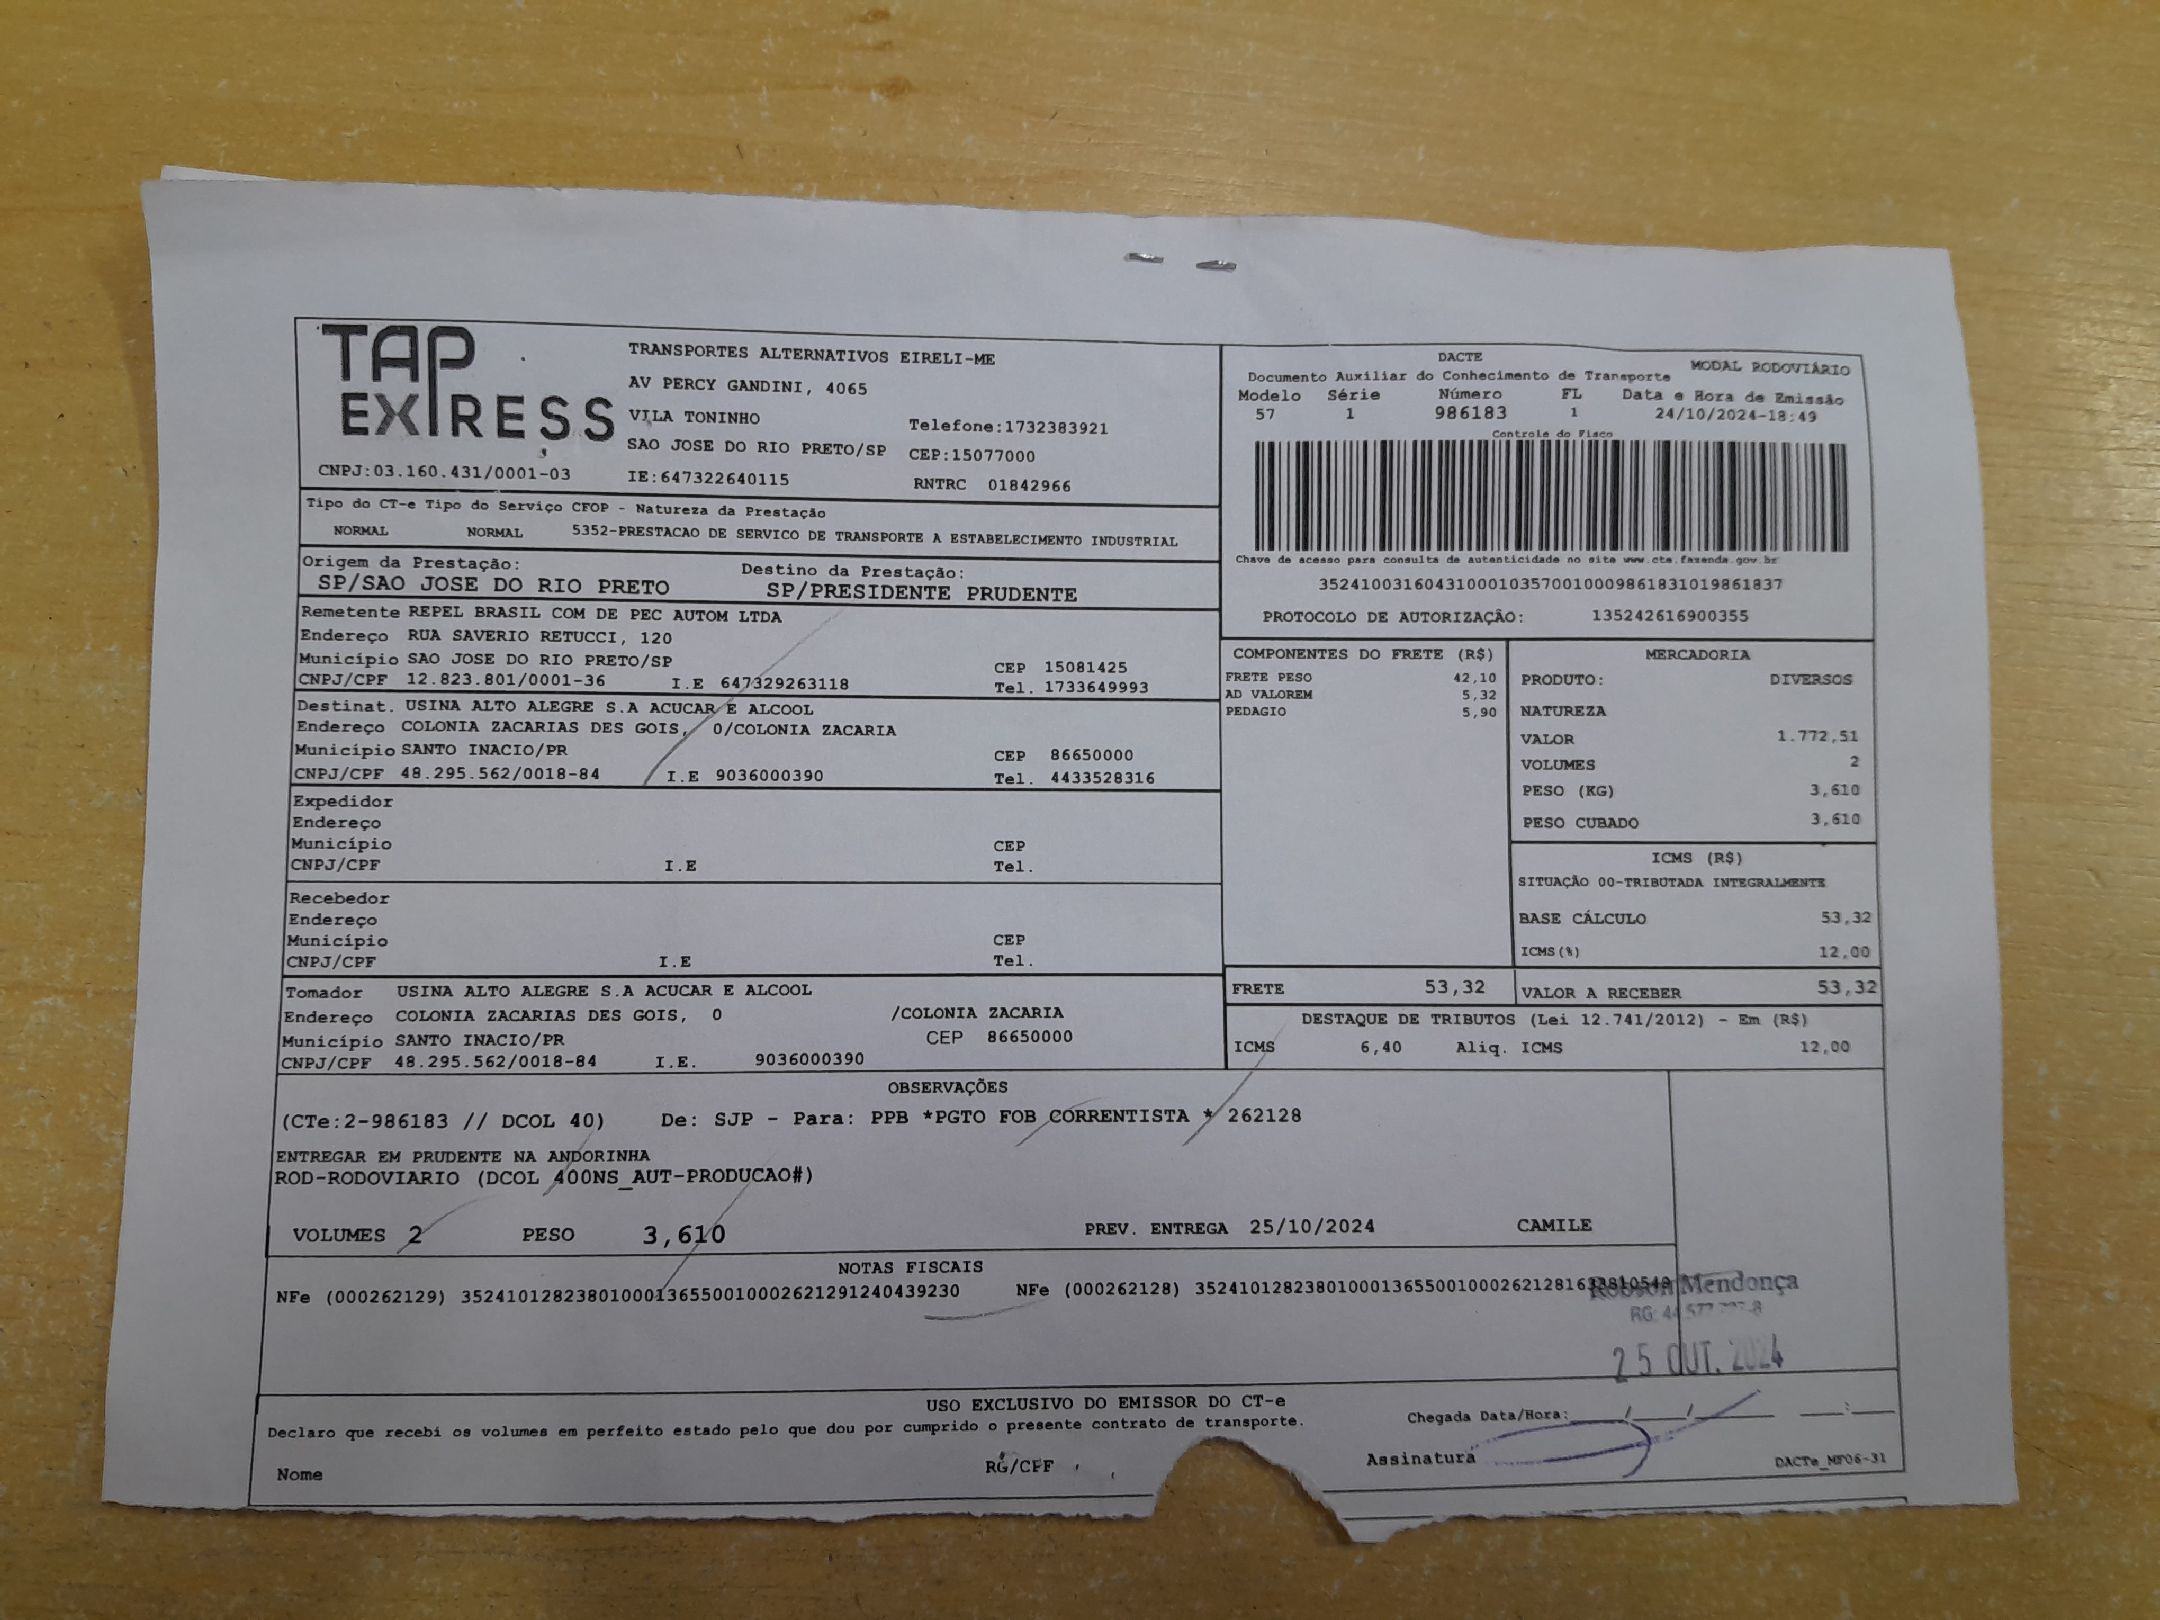 TAP
EXPRESS
CNPJ:03.160.431/0001-03
TRANSPORTES ALTERNATIVOS EIRELI-ME
AV PERCY GANDINI, 4065
VILA TONINHO
Telefone:1732383921
SAO JOSE DO RIO PRETO/SP CEP:15077000
IE:647322640115 RNTRC 01842966
DACTE
MODAL RODOVIÁRIO
Documento Auxiliar do Conhecimento de Transporte
Modelo Série Número FL Data e Hora de Emissão
57 1 986183 1 24/10/2024-18:49
Controle do Fisco
Chave de acesso para consulta de autenticidade no site www.cte.fazenda.gov.br
35241003160431000103570010009861831019861837
PROTOCOLO DE AUTORIZAÇÃO: 135242616900355
Tipo do CT-e Tipo do Serviço CFOP - Natureza da Prestação
NORMAL NORMAL 5352-PRESTACAO DE SERVICO DE TRANSPORTE A ESTABELECIMENTO INDUSTRIAL
Origem da Prestação: Destino da Prestação:
SP/SAO JOSE DO RIO PRETO SP/PRESIDENTE PRUDENTE
Remetente REPEL BRASIL COM DE PEC AUTOM LTDA
Endereço RUA SAVERIO RETUCCI, 120
Município SAO JOSE DO RIO PRETO/SP CEP 15081425
CNPJ/CPF 12.823.801/0001-36 I.E 647329263118 Tel. 1733649993
Destinat. USINA ALTO ALEGRE S.A ACUCAR E ALCOOL
Endereço COLONIA ZACARIAS DES GOIS, 0/COLONIA ZACARIA
Município SANTO INACIO/PR CEP 86650000
CNPJ/CPF 48.295.562/0018-84 I.E 9036000390 Tel. 4433528316
Expedidor
Endereço
Município CEP
CNPJ/CPF I.E Tel.
Recebedor
Endereço
Município CEP
CNPJ/CPF I.E Tel.
Tomador USINA ALTO ALEGRE S.A ACUCAR E ALCOOL
Endereço COLONIA ZACARIAS DES GOIS, 0 /COLONIA ZACARIA
Município SANTO INACIO/PR CEP 86650000
CNPJ/CPF 48.295.562/0018-84 I.E. 9036000390
COMPONENTES DO FRETE (R$)
FRETE PESO 42,10
AD VALOREM 5,32
PEDAGIO 5,90
MERCADORIA
PRODUTO: DIVERSOS
NATUREZA
VALOR 1.772,51
VOLUMES 2
PESO (KG) 3,610
PESO CUBADO 3,610
ICMS (R$)
SITUAÇÃO 00-TRIBUTADA INTEGRALMENTE
BASE CÁLCULO 53,32
ICMS(%) 12,00
FRETE 53,32 VALOR A RECEBER 53,32
DESTAQUE DE TRIBUTOS (Lei 12.741/2012) - Em (R$)
ICMS 6,40 Aliq. ICMS 12,00
OBSERVAÇÕES
(CTe:2-986183 // DCOL 40) De: SJP - Para: PPB *PGTO FOB CORRENTISTA * 262128
ENTREGAR EM PRUDENTE NA ANDORINHA
ROD-RODOVIARIO (DCOL 400NS_AUT-PRODUCAO#)
VOLUMES 2 PESO 3,610 PREV. ENTREGA 25/10/2024 CAMILE
NOTAS FISCAIS
NFe (000262129) 35241012823801000136550010002621291240439230 NFe (000262128)
Robson Mendonça
25 OUT. 2024
USO EXCLUSIVO DO EMISSOR DO CT-e
Declaro que recebi os volumes em perfeito estado pelo que dou por cumprido o presente contrato de transporte.
Chegada Data/Hora: / / :
Nome RG/CPF Assinatura DACTe_MF06-31